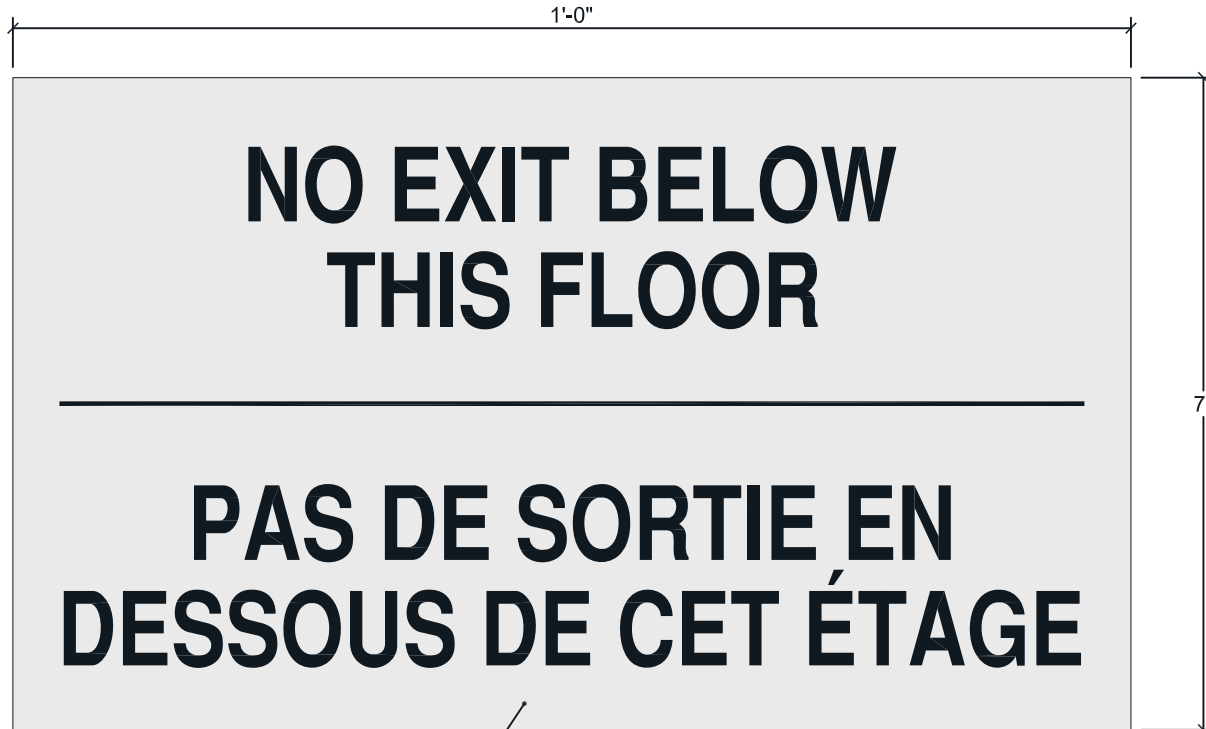 1'-0"
NO EXIT BELOW
THIS FLOOR
7
PAS DE SORTIE EN
DESSOUS DE CET ÉTAGE